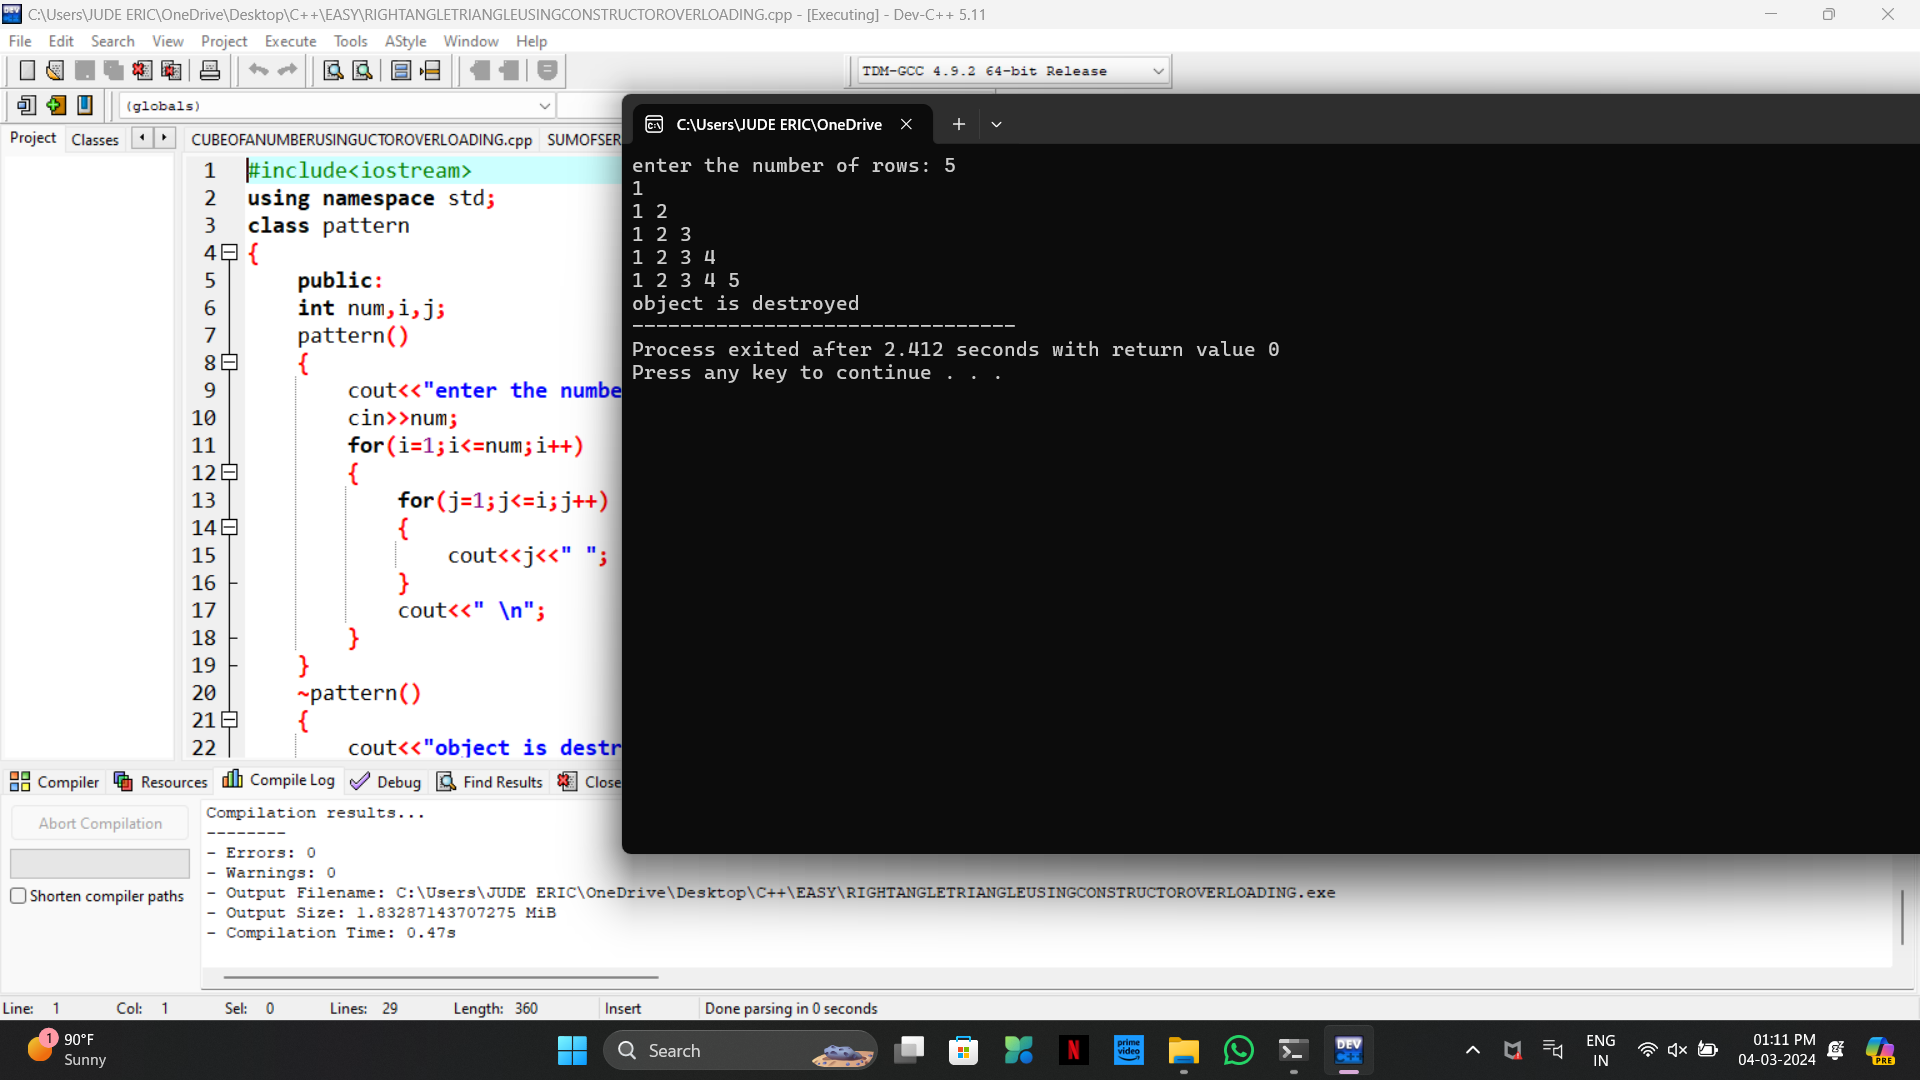 C:\Users\JUDE ERIC\OneDrive\Desktop\C++\EASY\RIGHTANGLETRIANGLEUSINGCONSTRUCTOROVERLOADING.cpp - [Executing] - Dev-C++ 5.11
File Edit Search View Project Execute Tools AStyle Window Help
TDM-GCC 4.9.2 64-bit Release
(globals)
Project Classes
CUBEOFANUMBERUSINGUCTOROVERLOADING.cpp SUMOFSER
1 #include<iostream>
2 using namespace std;
3 class pattern
4 {
5 public:
6 int num,i,j;
7 pattern()
8 {
9 cout<<"enter the numbe
10 cin>>num;
11 for(i=1;i<=num;i++)
12 {
13 for(j=1;j<=i;j++)
14 {
15 cout<<j<<" ";
16 }
17 cout<<" \n";
18 }
19 }
20 ~pattern()
21 {
22 cout<<"object is destr
C:\Users\JUDE ERIC\OneDrive
enter the number of rows: 5
1
1 2
1 2 3
1 2 3 4
1 2 3 4 5
object is destroyed
--------------------------------
Process exited after 2.412 seconds with return value 0
Press any key to continue . . .
Compiler Resources Compile Log Debug Find Results Close
Abort Compilation
Shorten compiler paths
Compilation results...
--------
- Errors: 0
- Warnings: 0
- Output Filename: C:\Users\JUDE ERIC\OneDrive\Desktop\C++\EASY\RIGHTANGLETRIANGLEUSINGCONSTRUCTOROVERLOADING.exe
- Output Size: 1.83287143707275 MiB
- Compilation Time: 0.47s
Line: 1 Col: 1 Sel: 0 Lines: 29 Length: 360 Insert Done parsing in 0 seconds
1
90°F
Sunny
Search
prime video
N
DEV C++
ENG
IN
01:11 PM
04-03-2024
PRE